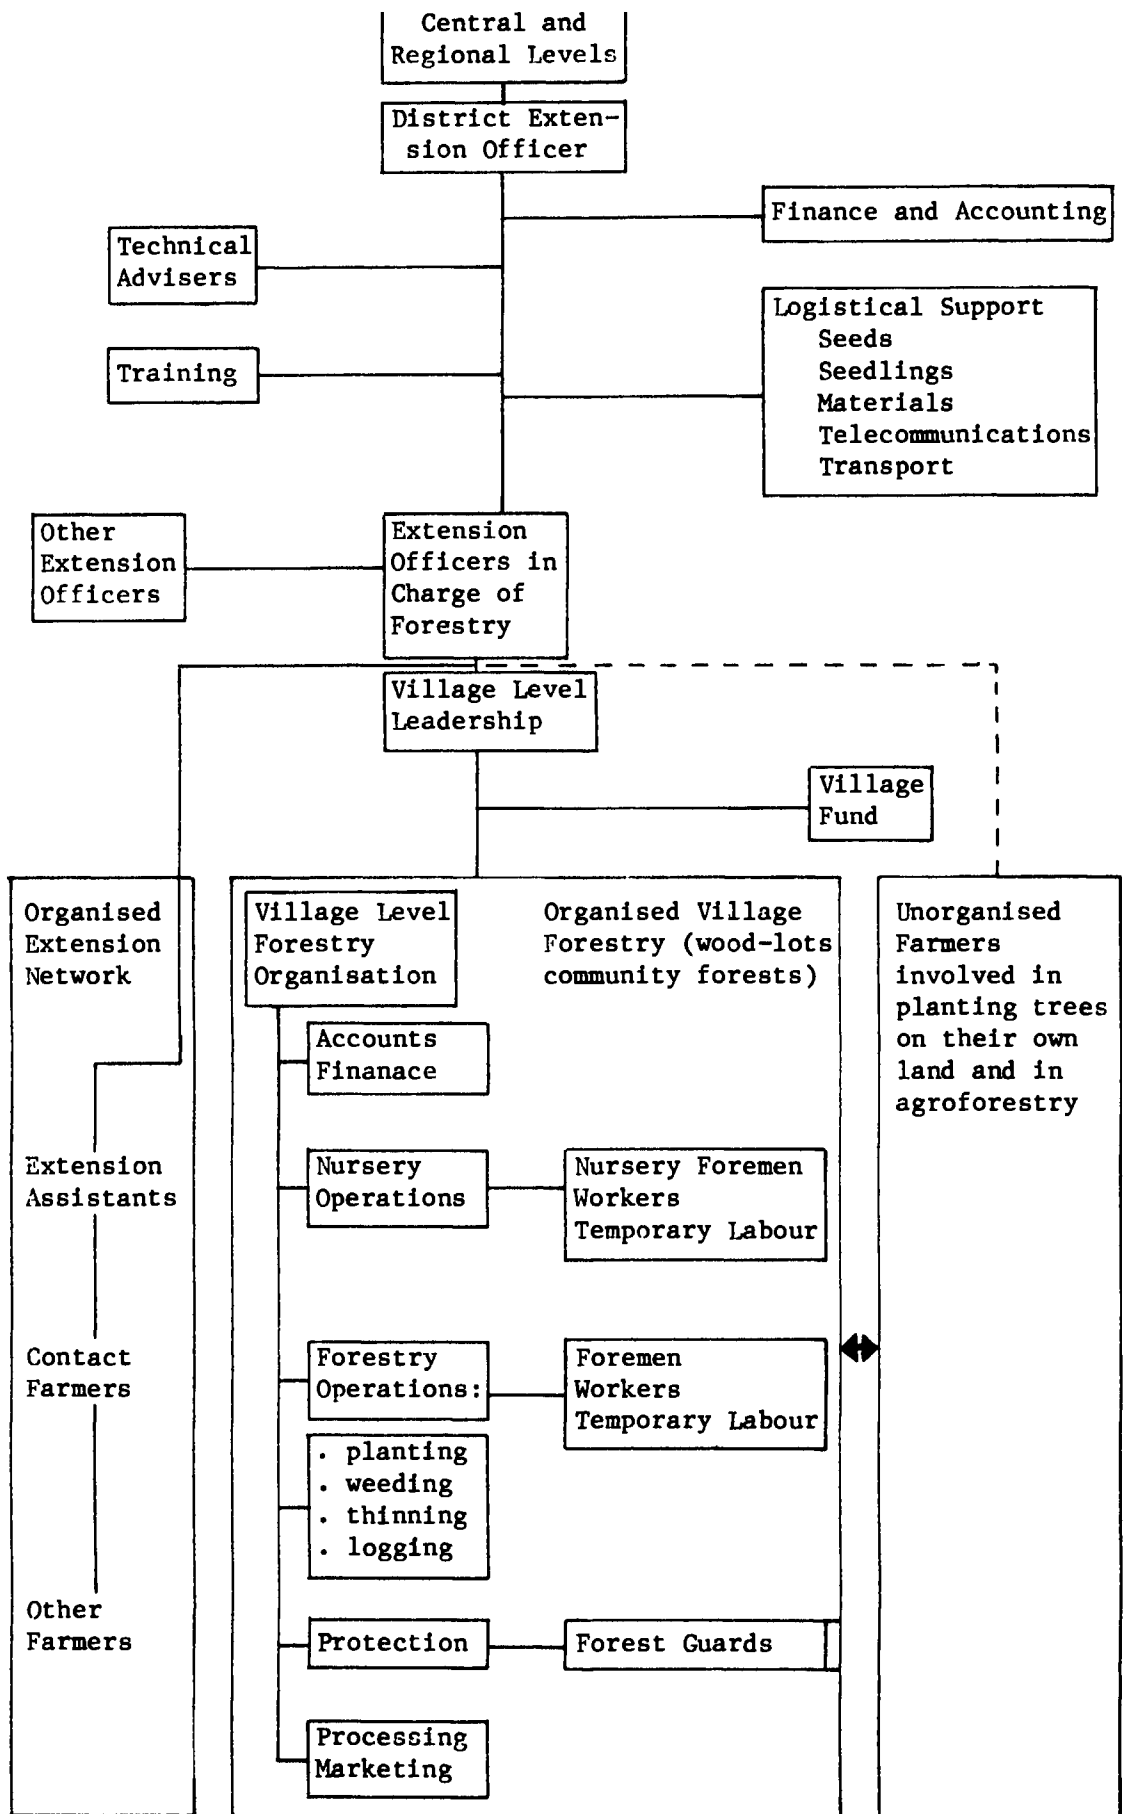 Central and
Regional Levels
District Exten-
sion Officer
Finance and Accounting
Technical
Advisers
Logistical Support
Seeds
Seedlings
Materials
Telecommunications
Transport
Training
Other
Extension
Officers
Extension
Officers in
Charge of
Forestry
Village Level
Leadership
Village
Fund
Organised
Extension
Network
Extension
Assistants
Contact
Farmers
Other
Farmers
Village Level
Forestry
Organisation
Organised Village
Forestry (wood-lots
community forests)
Accounts
Finanace
Nursery
Operations
Nursery Foremen
Workers
Temporary Labour
Forestry
Operations:
Foremen
Workers
Temporary Labour
. planting
. weeding
. thinning
. logging
Protection
Forest Guards
Processing
Marketing
Unorganised
Farmers
involved in
planting trees
on their own
land and in
agroforestry